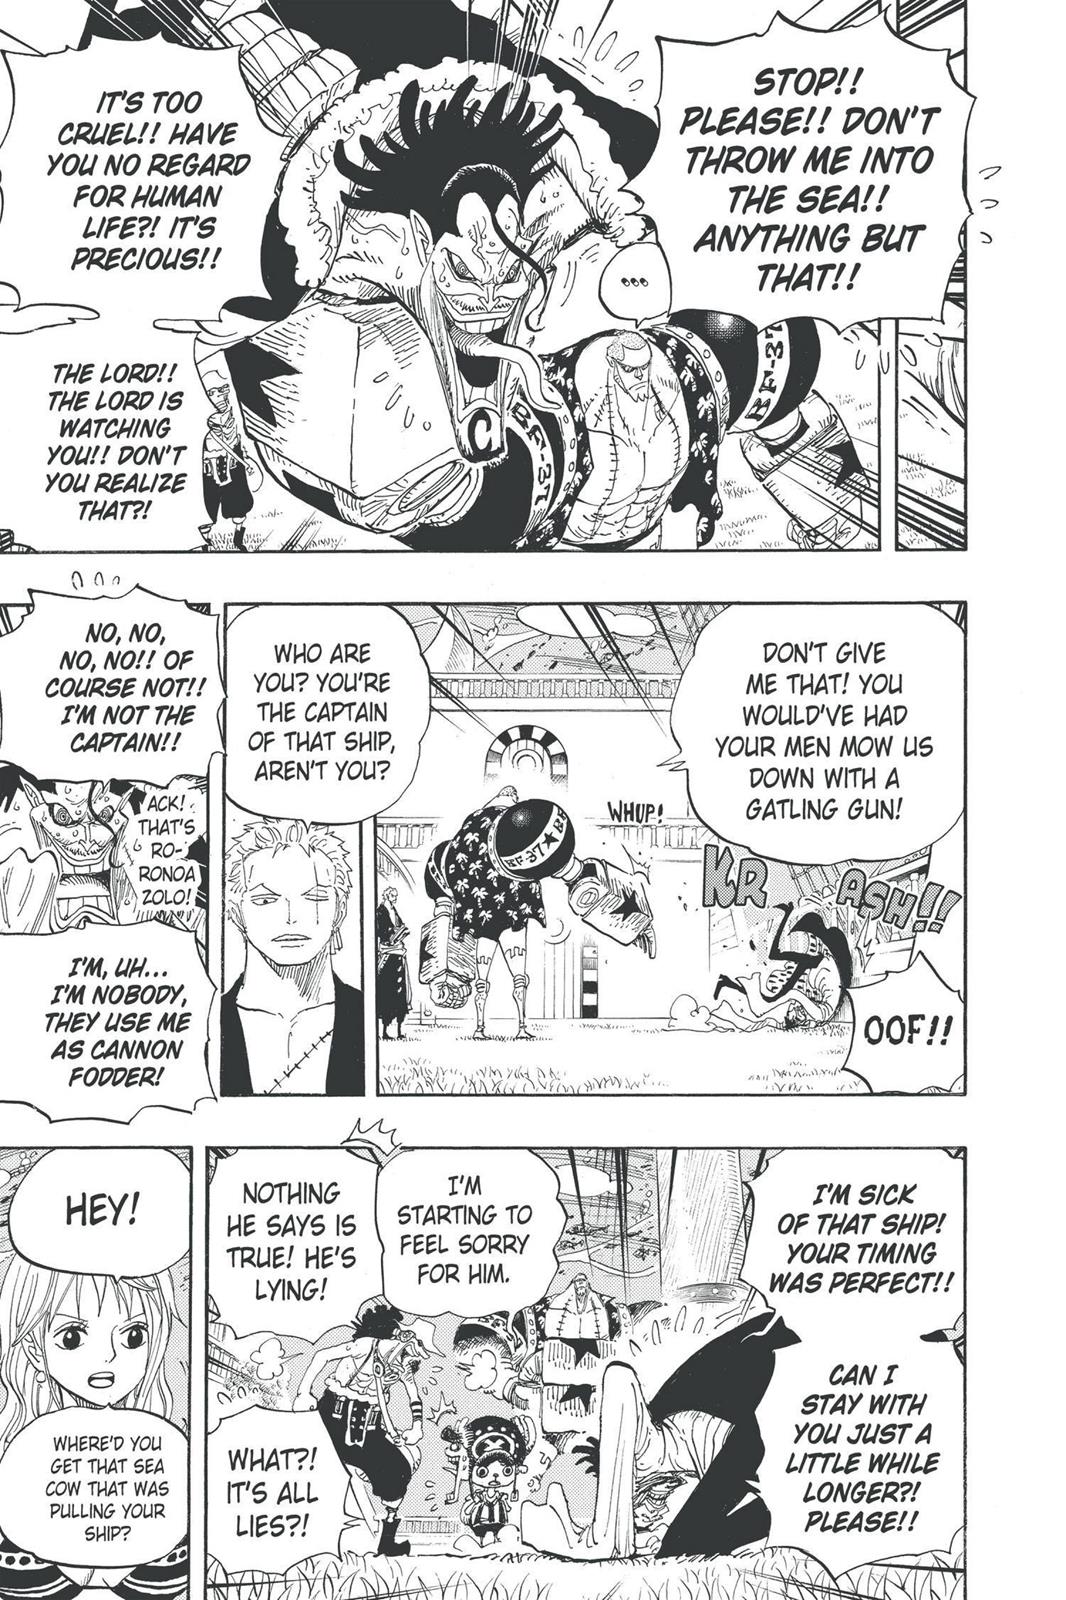 STOP!!
PLEASE!! DON'T
THROW ME INTO
THE SEA!!
ANYTHING BUT
THAT!!
...
IT'S TOO
CRUEL!! HAVE
YOU NO REGARD
FOR HUMAN
LIFE?! IT'S
PRECIOUS!!
THE LORD!!
THE LORD IS
WATCHING
YOU!! DON'T
YOU REALIZE
THAT?!
C
BF-37
BF-37
DON'T GIVE
ME THAT! YOU
WOULD'VE HAD
YOUR MEN MOW US
DOWN WITH A
GATLING GUN!
WHUP!
BF-37★BF
KRASH!!
OOF!!
WHO ARE
YOU? YOU'RE
THE CAPTAIN
OF THAT SHIP,
AREN'T YOU?
NO, NO,
NO, NO!! OF
COURSE NOT!!
I'M NOT THE
CAPTAIN!!
ACK!
THAT'S
RO-
RONOA
ZOLO!
I'M, UH...
I'M NOBODY,
THEY USE ME
AS CANNON
FODDER!
I'M SICK
OF THAT SHIP!
YOUR TIMING
WAS PERFECT!!
CAN I
STAY WITH
YOU JUST A
LITTLE WHILE
LONGER?!
PLEASE!!
I'M
STARTING TO
FEEL SORRY
FOR HIM.
NOTHING
HE SAYS IS
TRUE! HE'S
LYING!
WHAT?!
IT'S ALL
LIES?!
HEY!
WHERE'D YOU
GET THAT SEA
COW THAT WAS
PULLING YOUR
SHIP?